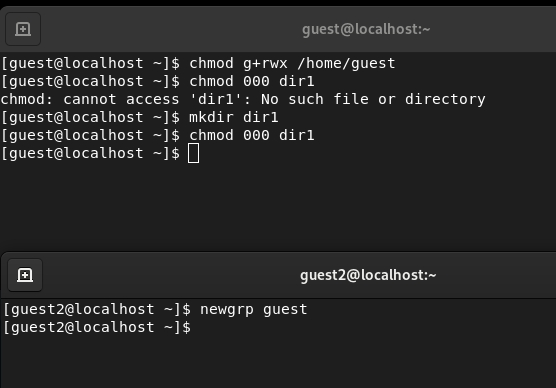 guest@localhost:~
[guest@localhost ~]$ chmod g+rwx /home/guest
[guest@localhost ~]$ chmod 000 dir1
chmod: cannot access 'dir1': No such file or directory
[guest@localhost ~]$ mkdir dir1
[guest@localhost ~]$ chmod 000 dir1
[guest@localhost ~]$
guest2@localhost:~
[guest2@localhost ~]$ newgrp guest
[guest2@localhost ~]$